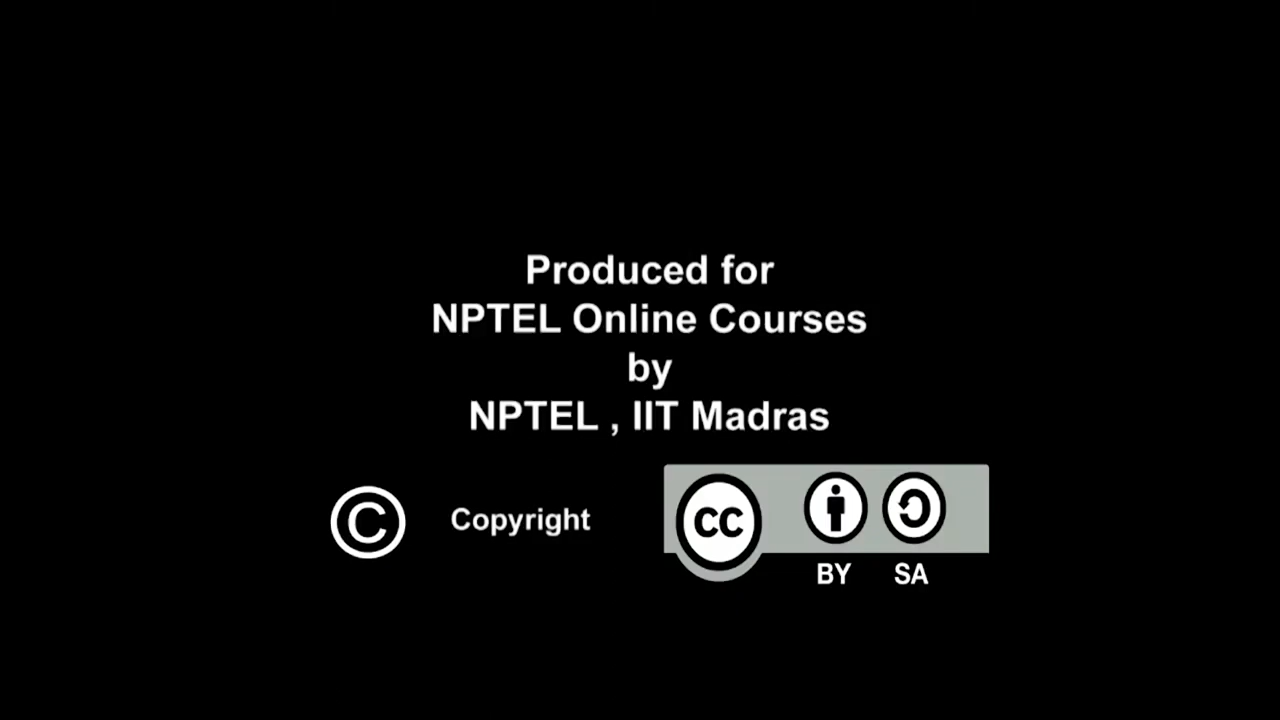 Produced for
NPTEL Online Courses
by
NPTEL , IIT Madras
© Copyright
cc
BY SA